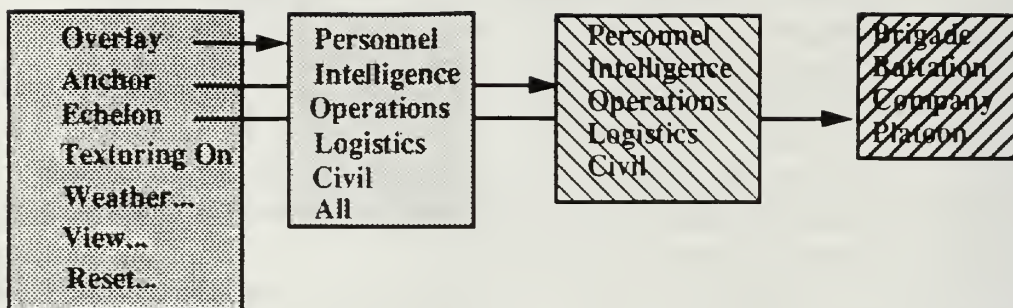 Overlay
Anchor
Echelon
Texturing On
Weather...
View...
Reset...
Personnel
Intelligence
Operations
Logistics
Civil
All
Personnel
Intelligence
Operations
Logistics
Civil
Brigade
Battalion
Company
Platoon